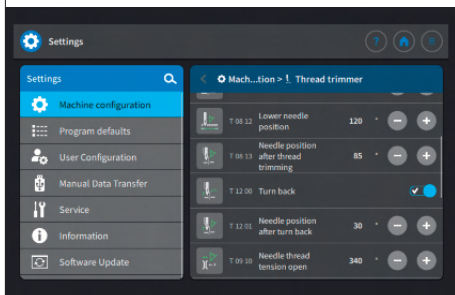 Settings
?
Settings
Mach...tion > Thread trimmer
Machine configuration
Program defaults
User Configuration
Manual Data Transfer
Service
Information
Software Update
T 08 12 Lower needle position 120 ° - +
T 08 13 Needle position after thread trimming 85 ° - +
T 12 00 Turn back
T 12 01 Needle position after turn back 30 ° - +
T 09 10 Needle thread tension open 340 ° - +